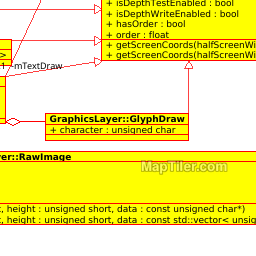 + isDepthTestEnabled : bool
+ isDepthWriteEnabled : bool
+ hasOrder : bool
+ order : float
+ getScreenCoords(halfScreenWi
+ getScreenCoords(halfScreenWi
>
1 -mTextDraw
GraphicsLayer::GlyphDraw
+ character : unsigned char
er::RawImage
MapTiler.com
t, height : unsigned short, data : const unsigned char*)
t, height : unsigned short, data : const std::vector< unsig